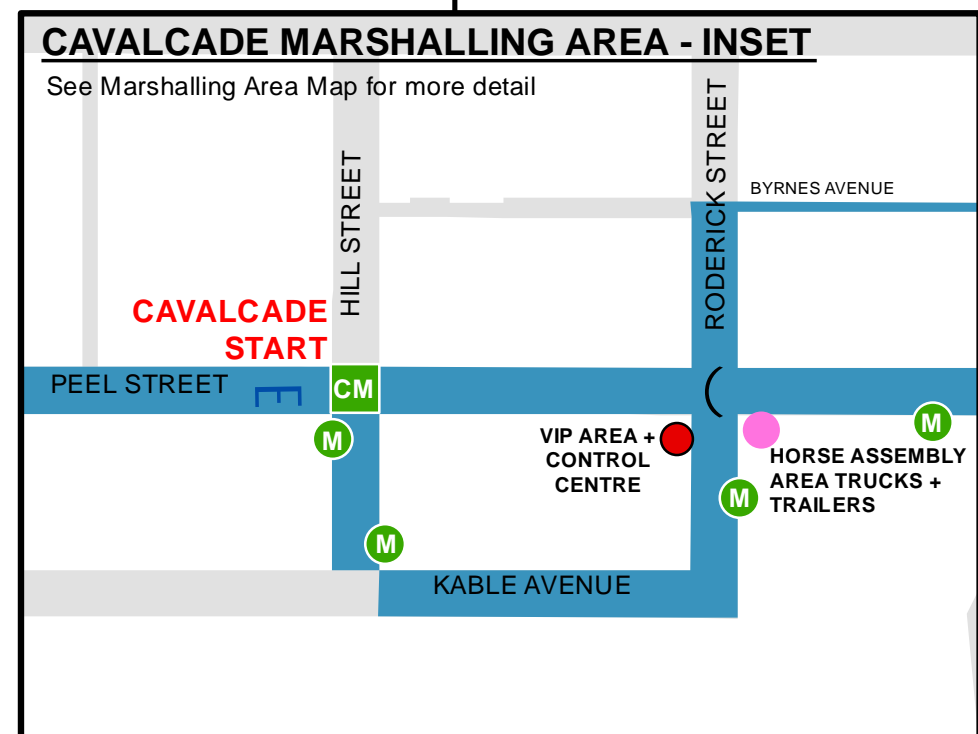 CAVALCADE MARSHALLING AREA - INSET
See Marshalling Area Map for more detail
HILL STREET
RODERICK STREET
BYRNES AVENUE
CAVALCADE
START
PEEL STREET
E
CM
(
M
M
VIP AREA +
CONTROL
CENTRE
HORSE ASSEMBLY
AREA TRUCKS +
TRAILERS
M
M
KABLE AVENUE